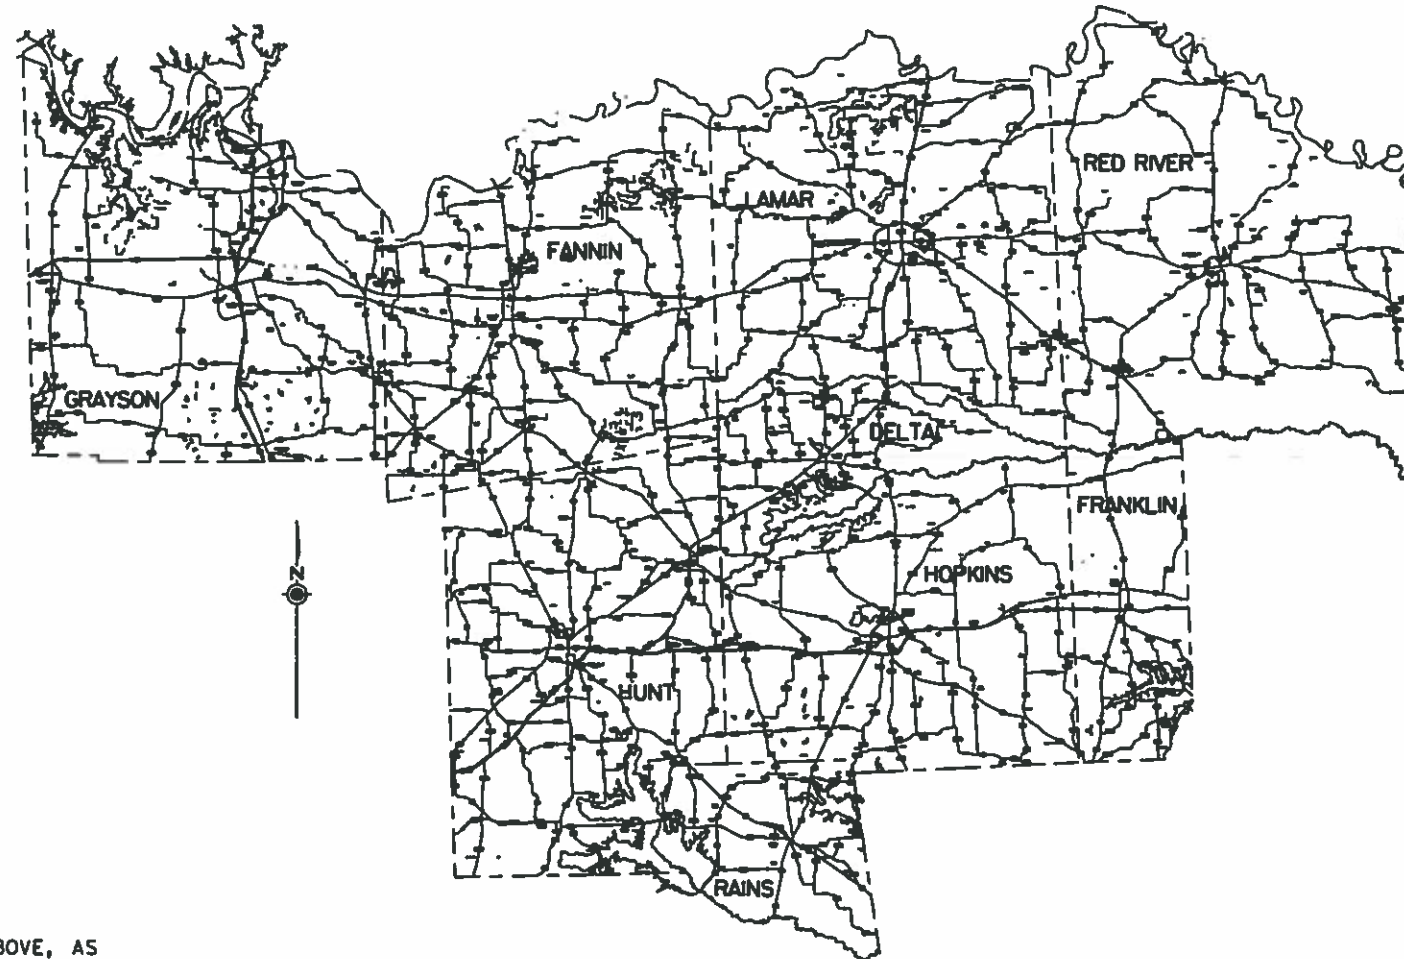 RED RIVER
LAMAR
FANNIN
GRAYSON
DELTA
FRANKLIN
N
HOPKINS
HUNT
RAINS
BOVE, AS